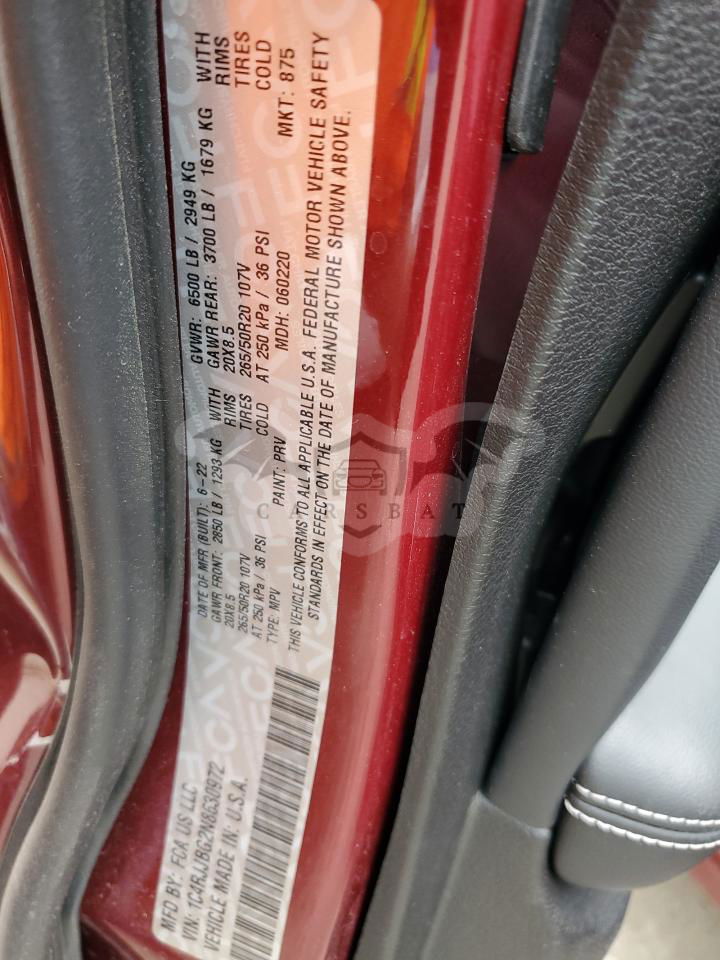 MFD BY: FCA US LLC
DATE OF MFR (BUILT): 6-22
GVWR: 6500 LB / 2949 KG
GAWR FRONT: 2850 LB / 1293 KG WITH
GAWR REAR: 3700 LB / 1679 KG WITH
20X8.5 RIMS
20X8.5 RIMS
265/50R20 107V TIRES
265/50R20 107V TIRES
AT 250 kPa / 36 PSI COLD
AT 250 kPa / 36 PSI COLD
VIN: 1C4RJJBG2N8630972
TYPE: MPV
PAINT: PRV
MDH: 060220
MKT: 875
VEHICLE MADE IN: U.S.A.
THIS VEHICLE CONFORMS TO ALL APPLICABLE U.S.A. FEDERAL MOTOR VEHICLE SAFETY
STANDARDS IN EFFECT ON THE DATE OF MANUFACTURE SHOWN ABOVE.
CARSBAT